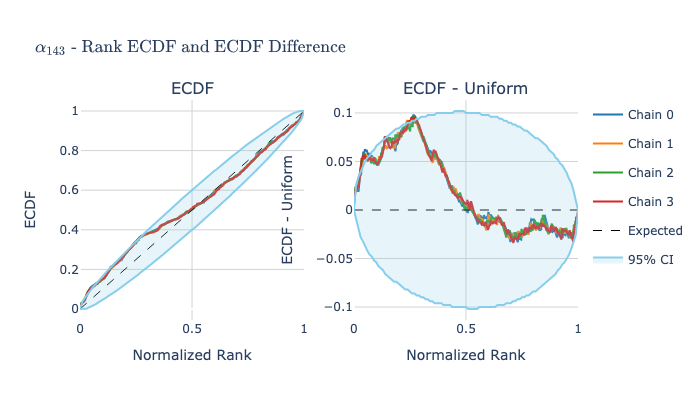 α₁₄₃ - Rank ECDF and ECDF Difference
ECDF
ECDF - Uniform
1
0.8
0.6
0.4
0.2
0
ECDF
0
0.5
1
Normalized Rank
0.1
0.05
0
−0.05
−0.1
ECDF - Uniform
0
0.5
1
Normalized Rank
Chain 0
Chain 1
Chain 2
Chain 3
Expected
95% CI